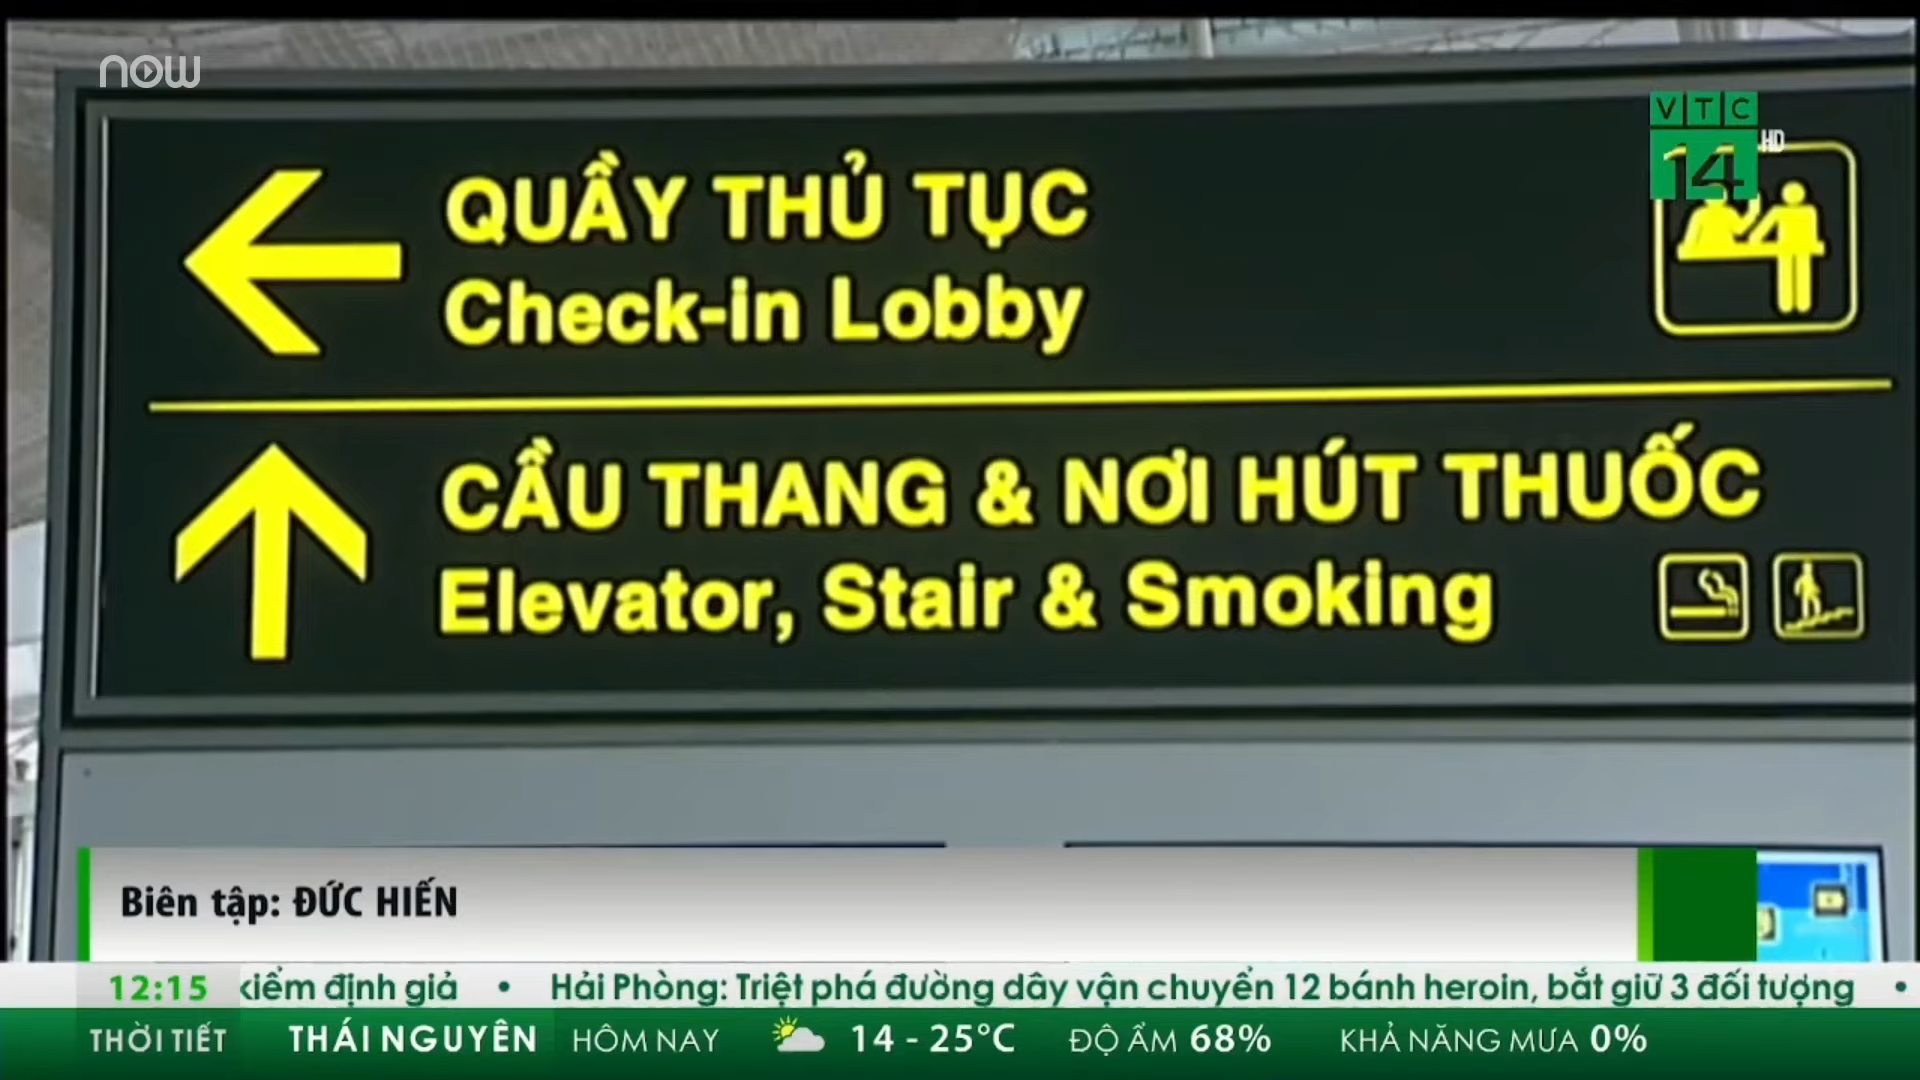 now
VTC
14 HD
QUẦY THỦ TỤC
Check-in Lobby
CẦU THANG & NƠI HÚT THUỐC
Elevator, Stair & Smoking
Biên tập: ĐỨC HIẾN
12:15 kiểm định giả • Hải Phòng: Triệt phá đường dây vận chuyển 12 bánh heroin, bắt giữ 3 đối tượng •
THỜI TIẾT THÁI NGUYÊN HÔM NAY 14 - 25°C ĐỘ ẨM 68% KHẢ NĂNG MƯA 0%